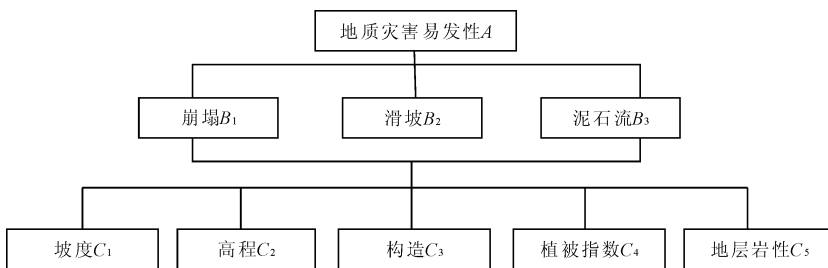 地质灾害易发性A
崩塌B₁ 滑坡B₂ 泥石流B₃
坡度C₁ 高程C₂ 构造C₃ 植被指数C₄ 地层岩性C₅